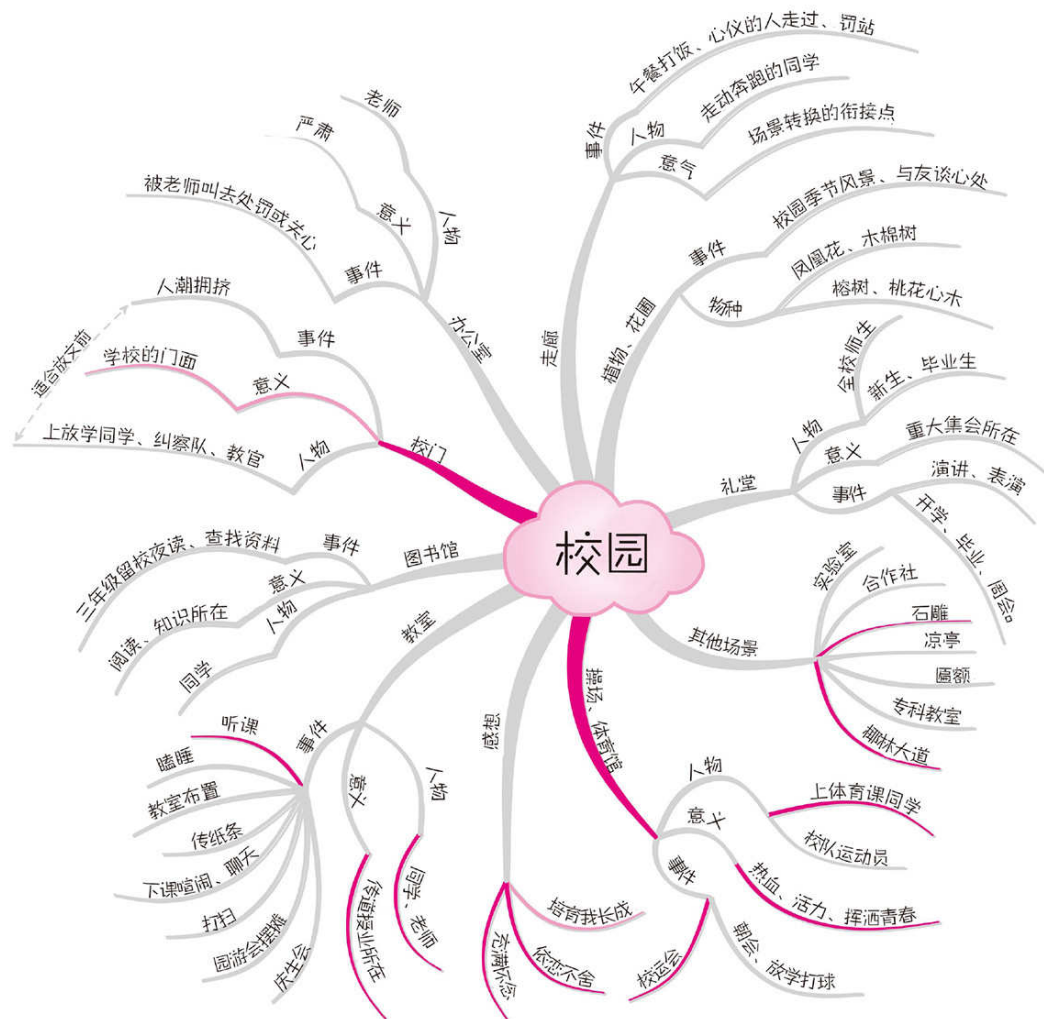 校园
走廊
事件
午餐打饭、心仪的人走过、罚站
人物
走动奔跑的同学
意气
场景转换的衔接点
植物、花圃
事件
校园季节风景、与友谈心处
物种
凤凰花、木棉树
榕树、桃花心木
礼堂
人物
全校师生
新生、毕业生
意义
重大集会所在
事件
演讲、表演
开学、毕业、周会。
其他场景
实验室
合作社
石雕
凉亭
匾额
专科教室
椰林大道
操场、体育馆
人物
上体育课同学
校队运动员
意义
热血、活力、挥洒青春
事件
朝会、放学打球
校运会
感想
培育我长成
依恋不舍
充满怀念
教室
人物
同学、老师
意义
传道授业所在
事件
听课
瞌睡
教室布置
传纸条
下课喧闹、聊天
打扫
园游会摆摊
庆生会
图书馆
事件
三年级留校夜读、查找资料
意义
阅读、知识所在
人物
同学
校门
事件
人潮拥挤
意义
学校的门面
人物
上放学同学、纠察队、教官
适合放文前
办公室
人物
老师
意义
严肃
事件
被老师叫去处罚或关心